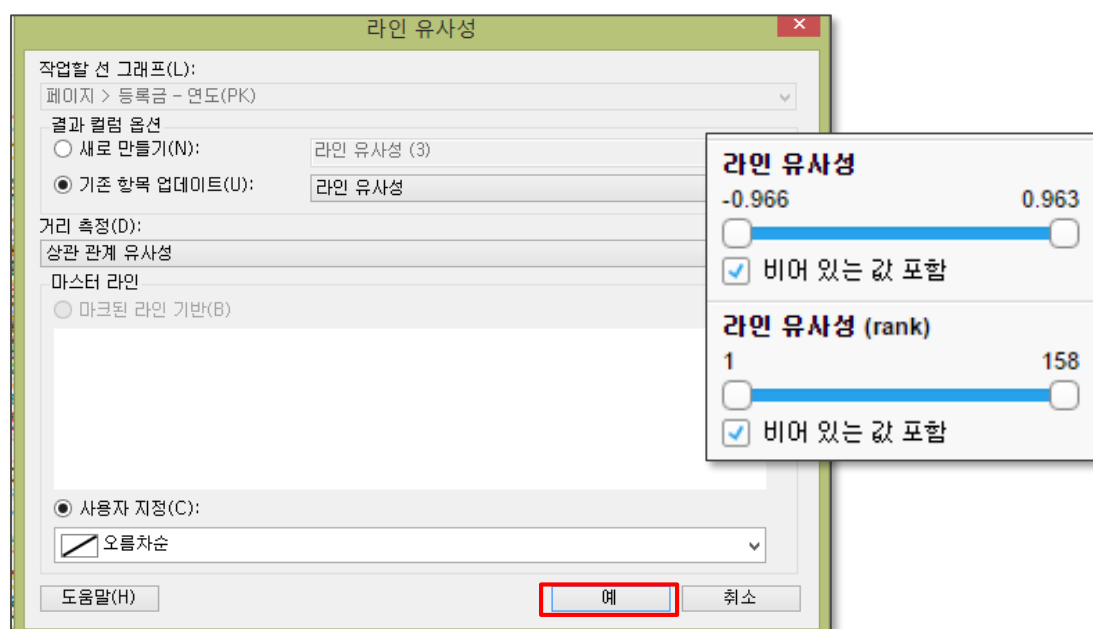 라인 유사성
작업할 선 그래프(L):
페이지 > 등록금 - 연도(PK)
결과 컬럼 옵션
새로 만들기(N):
라인 유사성 (3)
기존 항목 업데이트(U):
라인 유사성
거리 측정(D):
상관 관계 유사성
마스터 라인
마크된 라인 기반(B)
사용자 지정(C):
오름차순
도움말(H)
예
취소
라인 유사성
-0.966 0.963
비어 있는 값 포함
라인 유사성 (rank)
1 158
비어 있는 값 포함